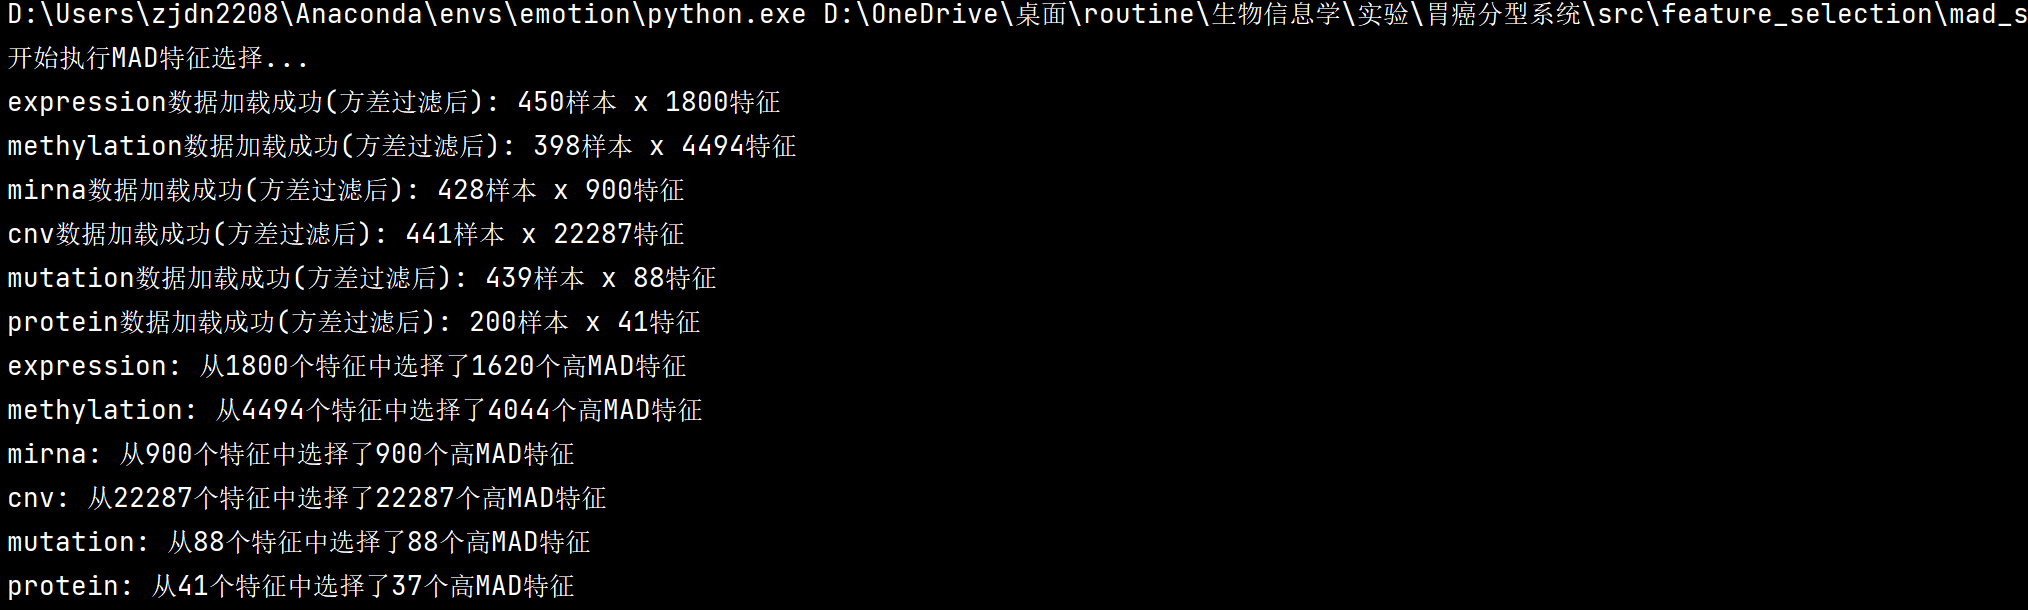 D:\Users\zjdn2208\Anaconda\envs\emotion\python.exe D:\OneDrive\桌面\routine\生物信息学\实验\胃癌分型系统\src\feature_selection\mad_s
开始执行MAD特征选择...
expression数据加载成功(方差过滤后): 450样本 x 1800特征
methylation数据加载成功(方差过滤后): 398样本 x 4494特征
mirna数据加载成功(方差过滤后): 428样本 x 900特征
cnv数据加载成功(方差过滤后): 441样本 x 22287特征
mutation数据加载成功(方差过滤后): 439样本 x 88特征
protein数据加载成功(方差过滤后): 200样本 x 41特征
expression: 从1800个特征中选择了1620个高MAD特征
methylation: 从4494个特征中选择了4044个高MAD特征
mirna: 从900个特征中选择了900个高MAD特征
cnv: 从22287个特征中选择了22287个高MAD特征
mutation: 从88个特征中选择了88个高MAD特征
protein: 从41个特征中选择了37个高MAD特征